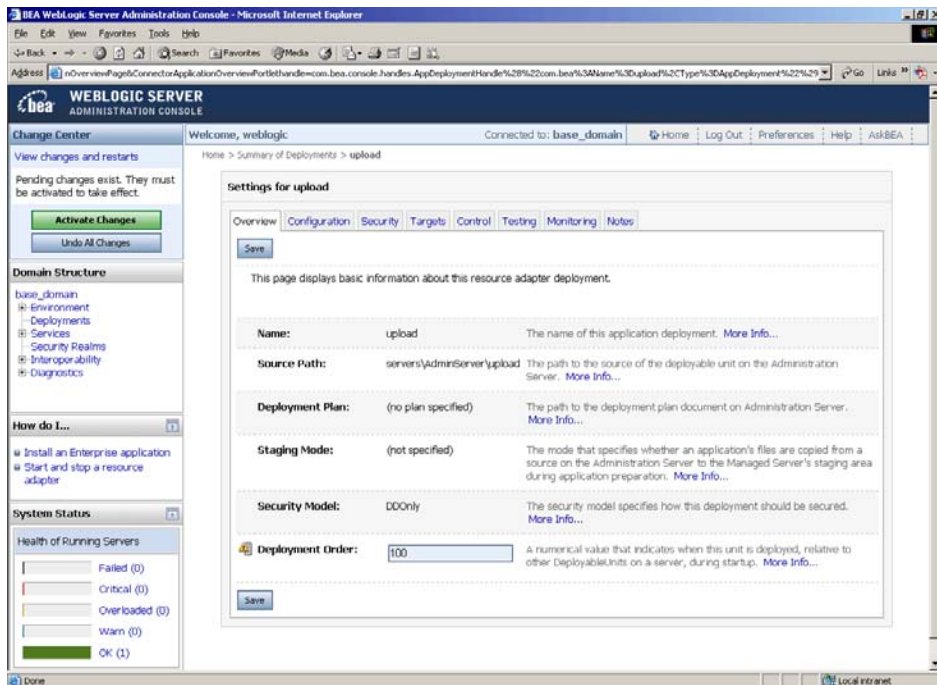 BEA WebLogic Server Administration Console - Microsoft Internet Explorer
File Edit View Favorites Tools Help
Back Search Favorites Media
Address nOverviewPage&ConnectorApplicationOverviewPortlethandle=com.bea.console.handles.AppDeploymentHandle%28%22com.bea%3AName%3Dupload%2CType%3DAppDeployment%22%29 Go Links »
bea WEBLOGIC SERVER
ADMINISTRATION CONSOLE
Change Center
View changes and restarts
Pending changes exist. They must
be activated to take effect.
Activate Changes
Undo All Changes
Domain Structure
base_domain
Environment
Deployments
Services
Security Realms
Interoperability
Diagnostics
How do I...
Install an Enterprise application
Start and stop a resource
adapter
System Status
Health of Running Servers
Failed (0)
Critical (0)
Overloaded (0)
Warn (0)
OK (1)
Welcome, weblogic Connected to: base_domain Home Log Out Preferences Help AskBEA
Home > Summary of Deployments > upload
Settings for upload
Overview Configuration Security Targets Control Testing Monitoring Notes
Save
This page displays basic information about this resource adapter deployment.
Name: upload The name of this application deployment. More Info...
Source Path: servers\AdminServer\upload The path to the source of the deployable unit on the Administration
Server. More Info...
Deployment Plan: (no plan specified) The path to the deployment plan document on Administration Server.
More Info...
Staging Mode: (not specified) The mode that specifies whether an application's files are copied from a
source on the Administration Server to the Managed Server's staging area
during application preparation. More Info...
Security Model: DDOnly The security model specifies how this deployment should be secured.
More Info...
Deployment Order: 100 A numerical value that indicates when this unit is deployed, relative to
other DeployableUnits on a server, during startup. More Info...
Save
Done Local intranet